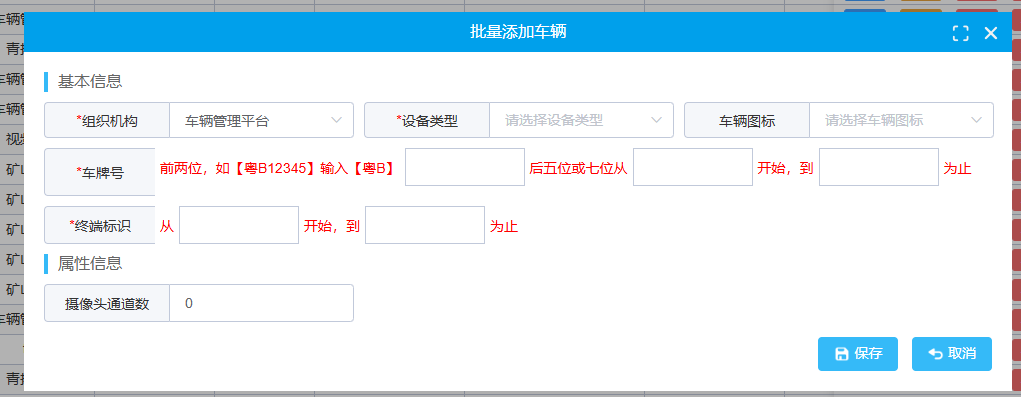 批量添加车辆
基本信息
*组织机构 车辆管理平台 *设备类型 请选择设备类型 车辆图标 请选择车辆图标
*车牌号 前两位，如【粤B12345】输入【粤B】 后五位或七位从 开始，到 为止
*终端标识 从 开始，到 为止
属性信息
摄像头通道数 0
保存 取消